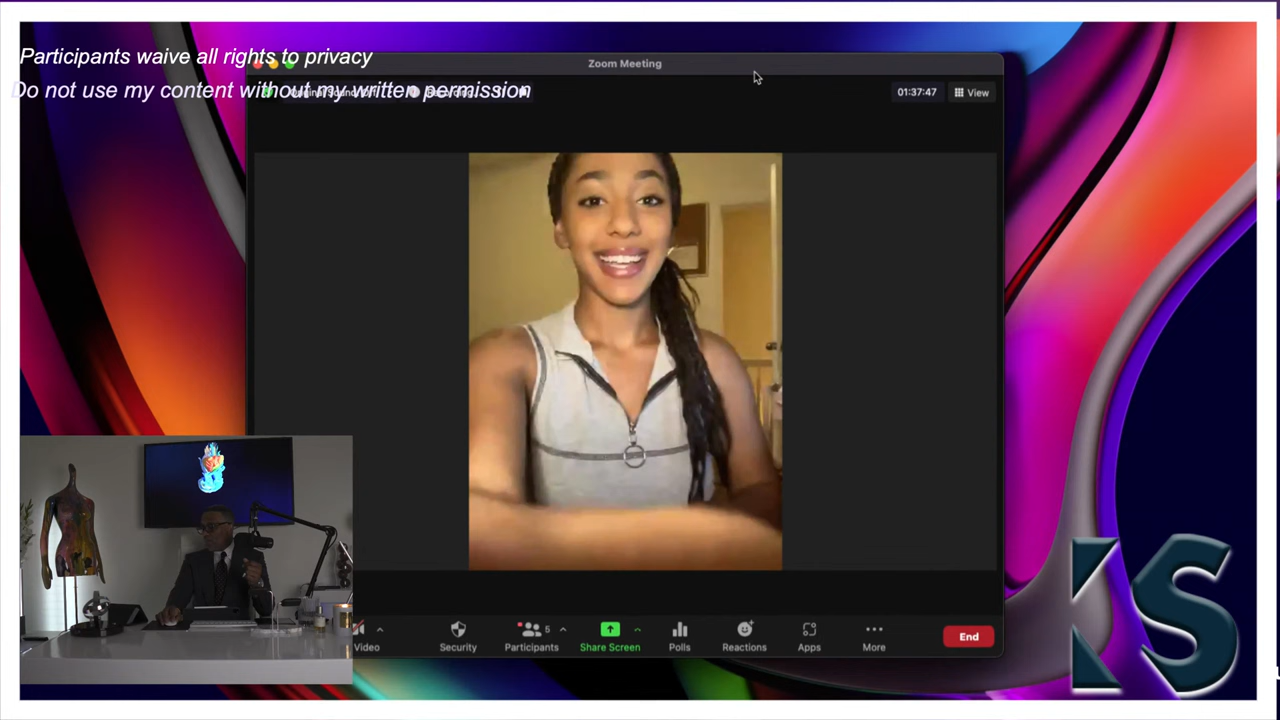 Participants waive all rights to privacy
Zoom Meeting
Do not use my content without my written permission
01:37:47
View
KS
Video
Security
Participants
5
Share Screen
Polls
Reactions
Apps
More
End